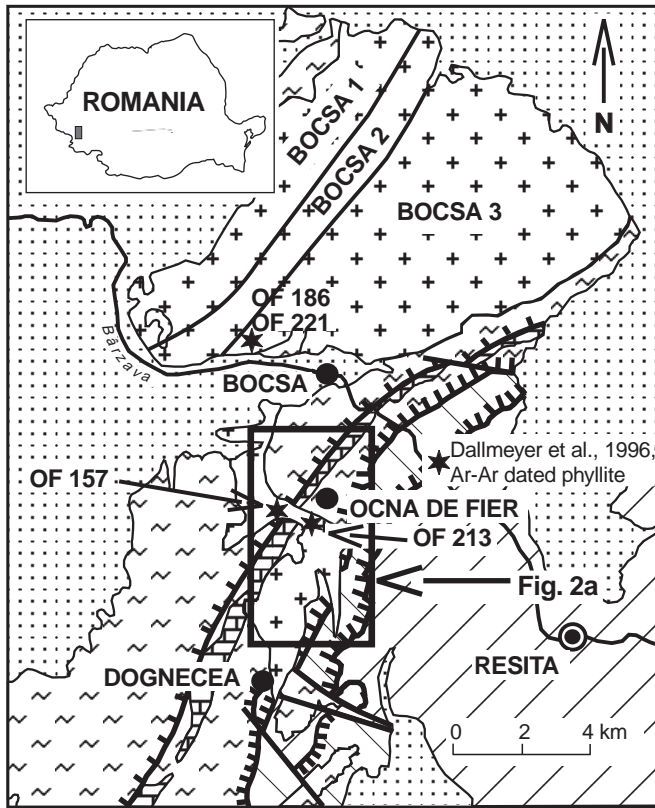 ROMANIA
N
BOCSA 1
BOCSA 2
BOCSA 3
OF 186
OF 221
Bârzava
BOCSA
Dallmeyer et al., 1996,
Ar-Ar dated phyllite
OF 157
OCNA DE FIER
OF 213
Fig. 2a
RESITA
DOGNECEA
0 2 4 km